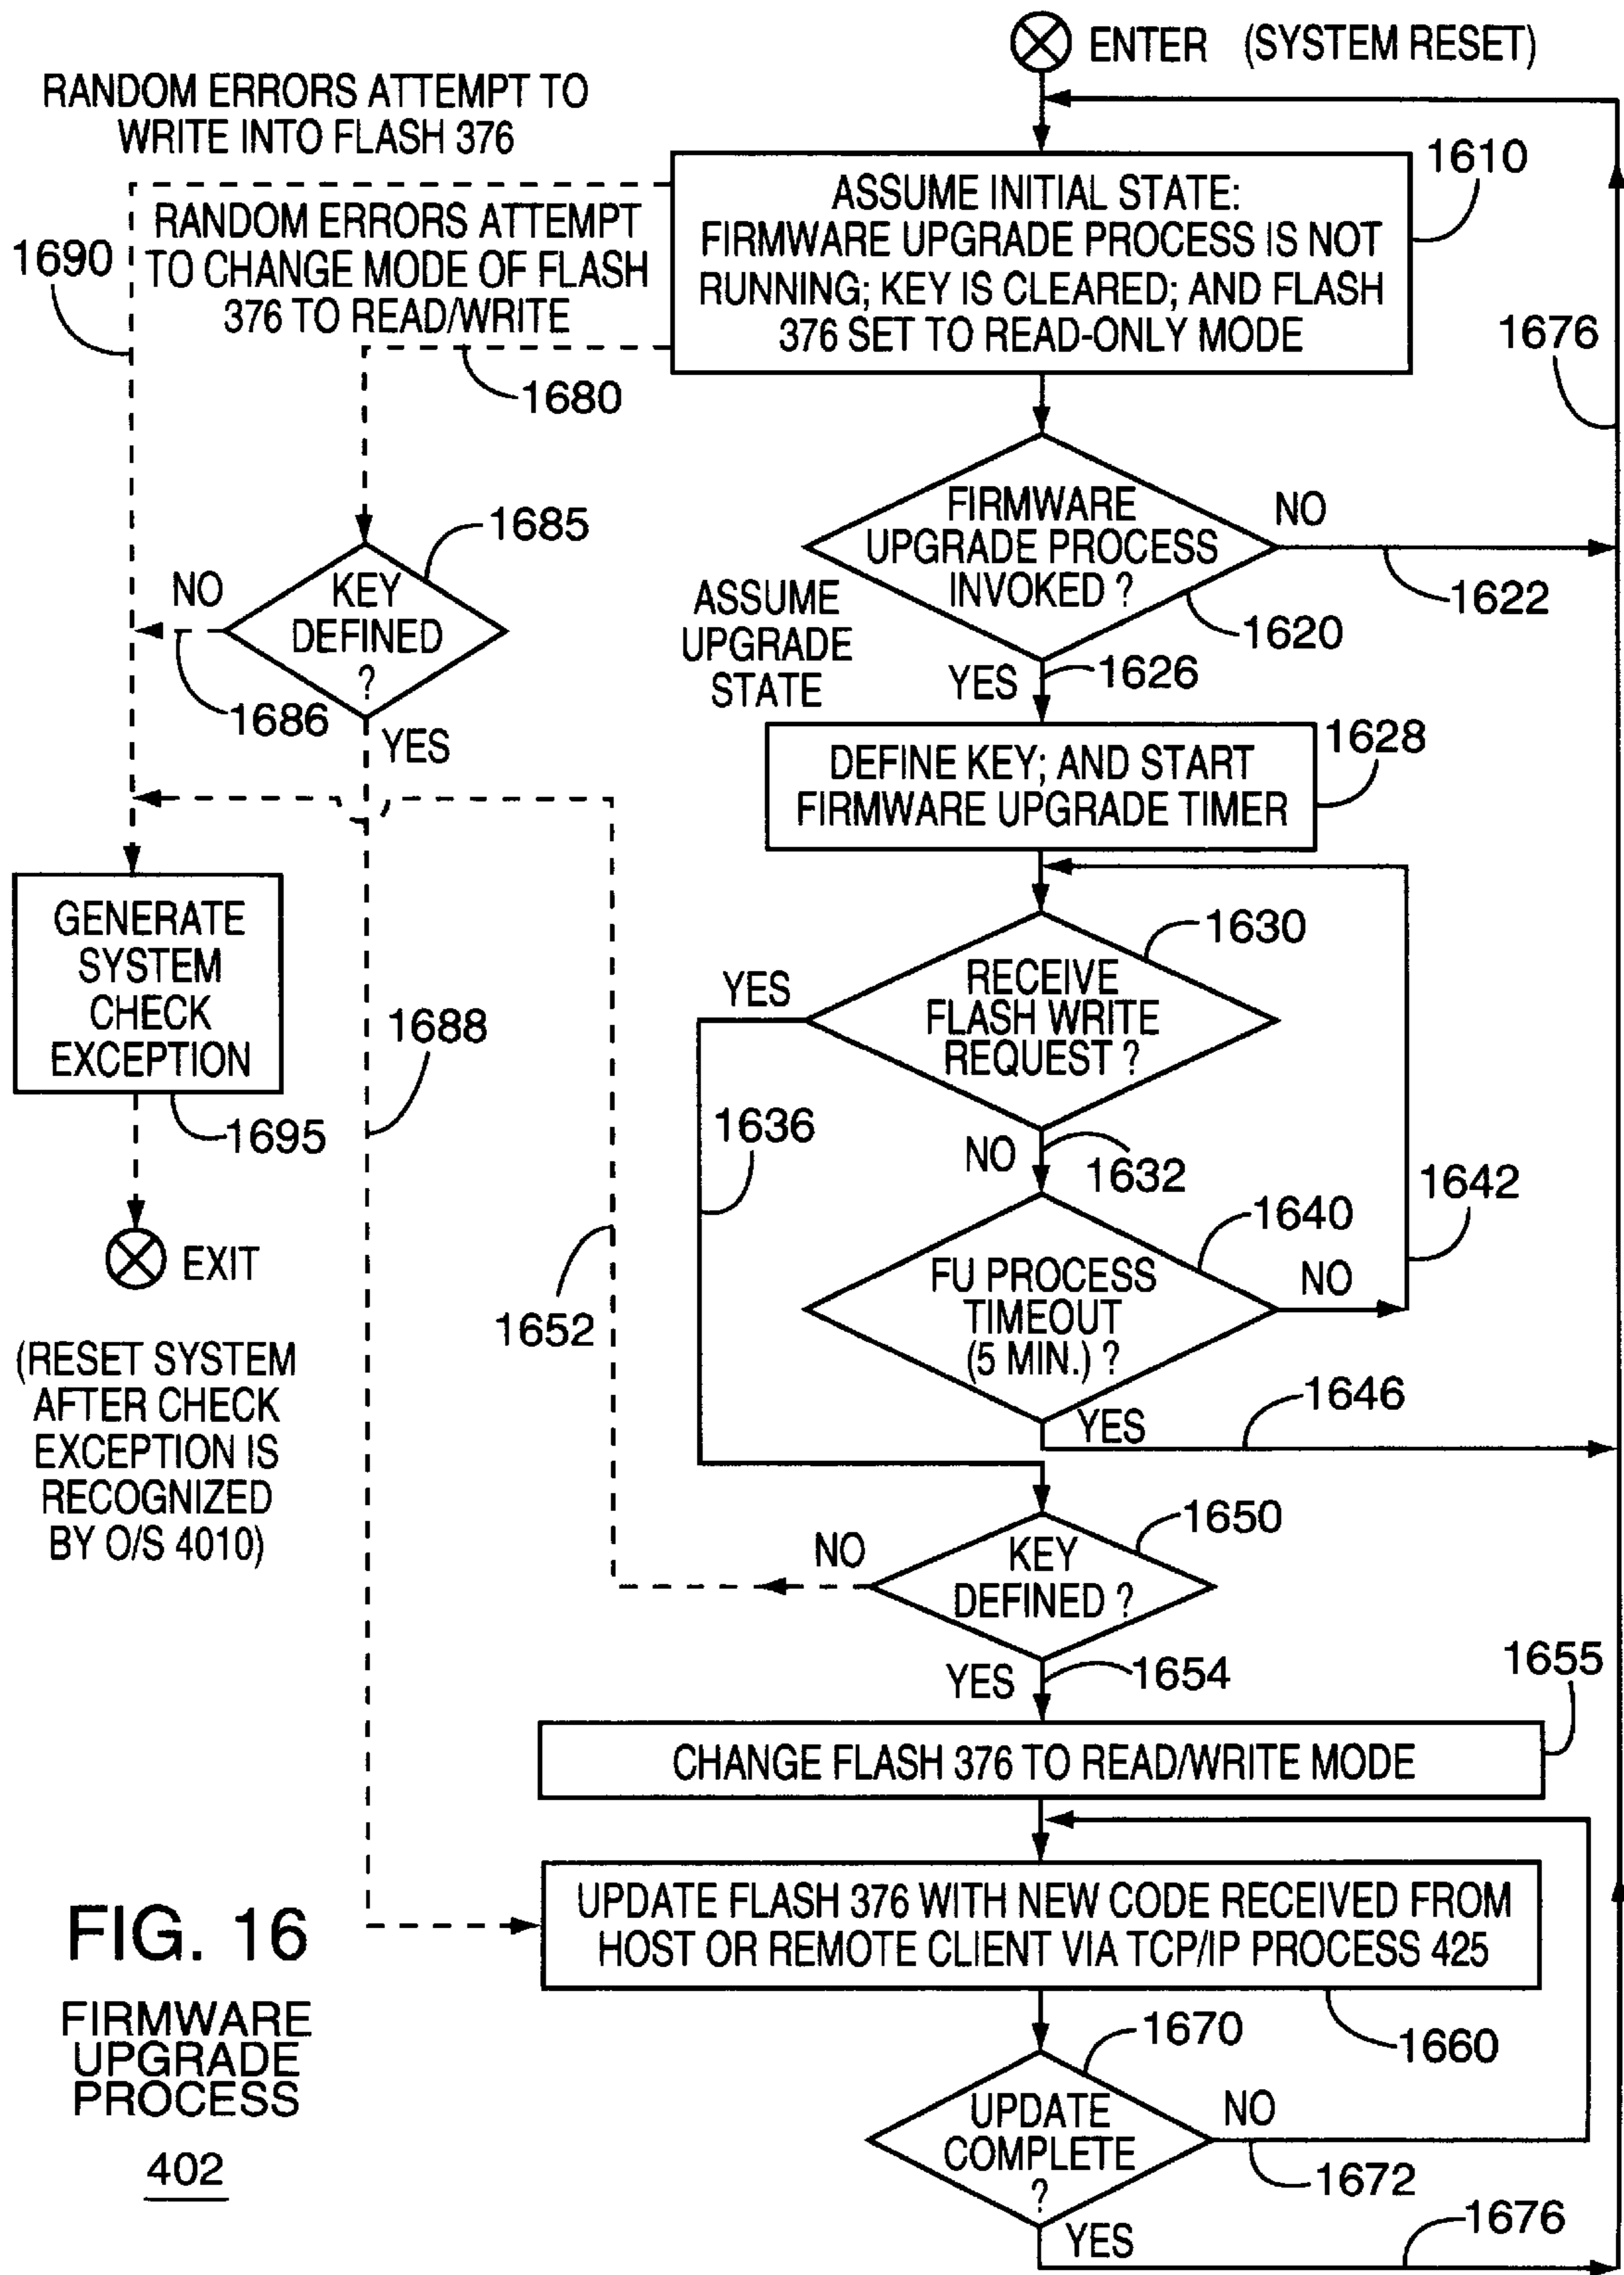 ENTER (SYSTEM RESET)
RANDOM ERRORS ATTEMPT TO
WRITE INTO FLASH 376
1610
ASSUME INITIAL STATE:
FIRMWARE UPGRADE PROCESS IS NOT
RUNNING; KEY IS CLEARED; AND FLASH
376 SET TO READ-ONLY MODE
1690
RANDOM ERRORS ATTEMPT
TO CHANGE MODE OF FLASH
376 TO READ/WRITE
1676
1680
FIRMWARE
UPGRADE PROCESS
INVOKED ?
NO
1622
1620
1685
KEY
DEFINED
?
NO
1686
YES
ASSUME
UPGRADE
STATE
YES
1626
1628
DEFINE KEY; AND START
FIRMWARE UPGRADE TIMER
GENERATE
SYSTEM
CHECK
EXCEPTION
1695
1688
1630
RECEIVE
FLASH WRITE
REQUEST ?
YES
1636
NO
1632
1642
1640
EXIT
FU PROCESS
TIMEOUT
(5 MIN.) ?
NO
1652
(RESET SYSTEM
AFTER CHECK
EXCEPTION IS
RECOGNIZED
BY O/S 4010)
YES
1646
1650
KEY
DEFINED ?
NO
YES
1654
1655
CHANGE FLASH 376 TO READ/WRITE MODE
UPDATE FLASH 376 WITH NEW CODE RECEIVED FROM
HOST OR REMOTE CLIENT VIA TCP/IP PROCESS 425
1660
1670
UPDATE
COMPLETE
?
NO
1672
YES
1676
FIG. 16
FIRMWARE
UPGRADE
PROCESS
402